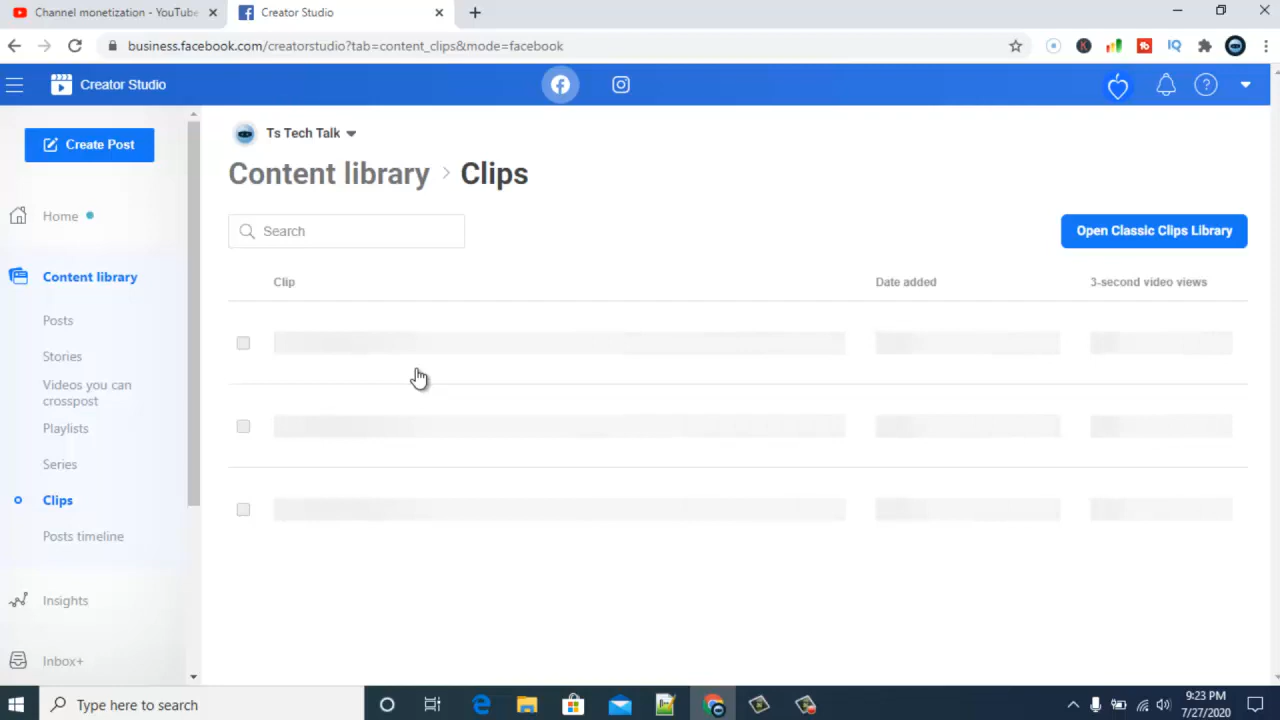 Channel monetization - YouTube
Creator Studio
business.facebook.com/creatorstudio?tab=content_clips&mode=facebook
IQ
Creator Studio
Create Post
Home
Content library
Posts
Stories
Videos you can
crosspost
Playlists
Series
Clips
Posts timeline
Insights
Inbox+
Ts Tech Talk
Content library > Clips
Search
Open Classic Clips Library
Clip
Date added
3-second video views
Type here to search
9:23 PM
7/27/2020